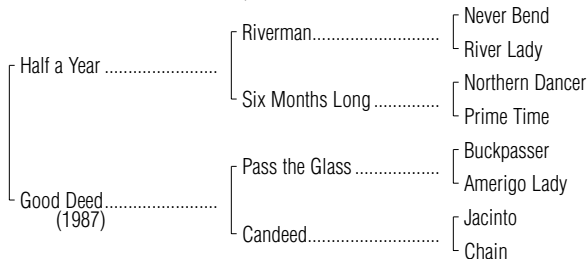 Never Bend
Riverman
River Lady
Half a Year
Northern Dancer
Six Months Long
Prime Time
Buckpasser
Pass the Glass
Amerigo Lady
Good Deed
(1987)
Jacinto
Candeed
Chain